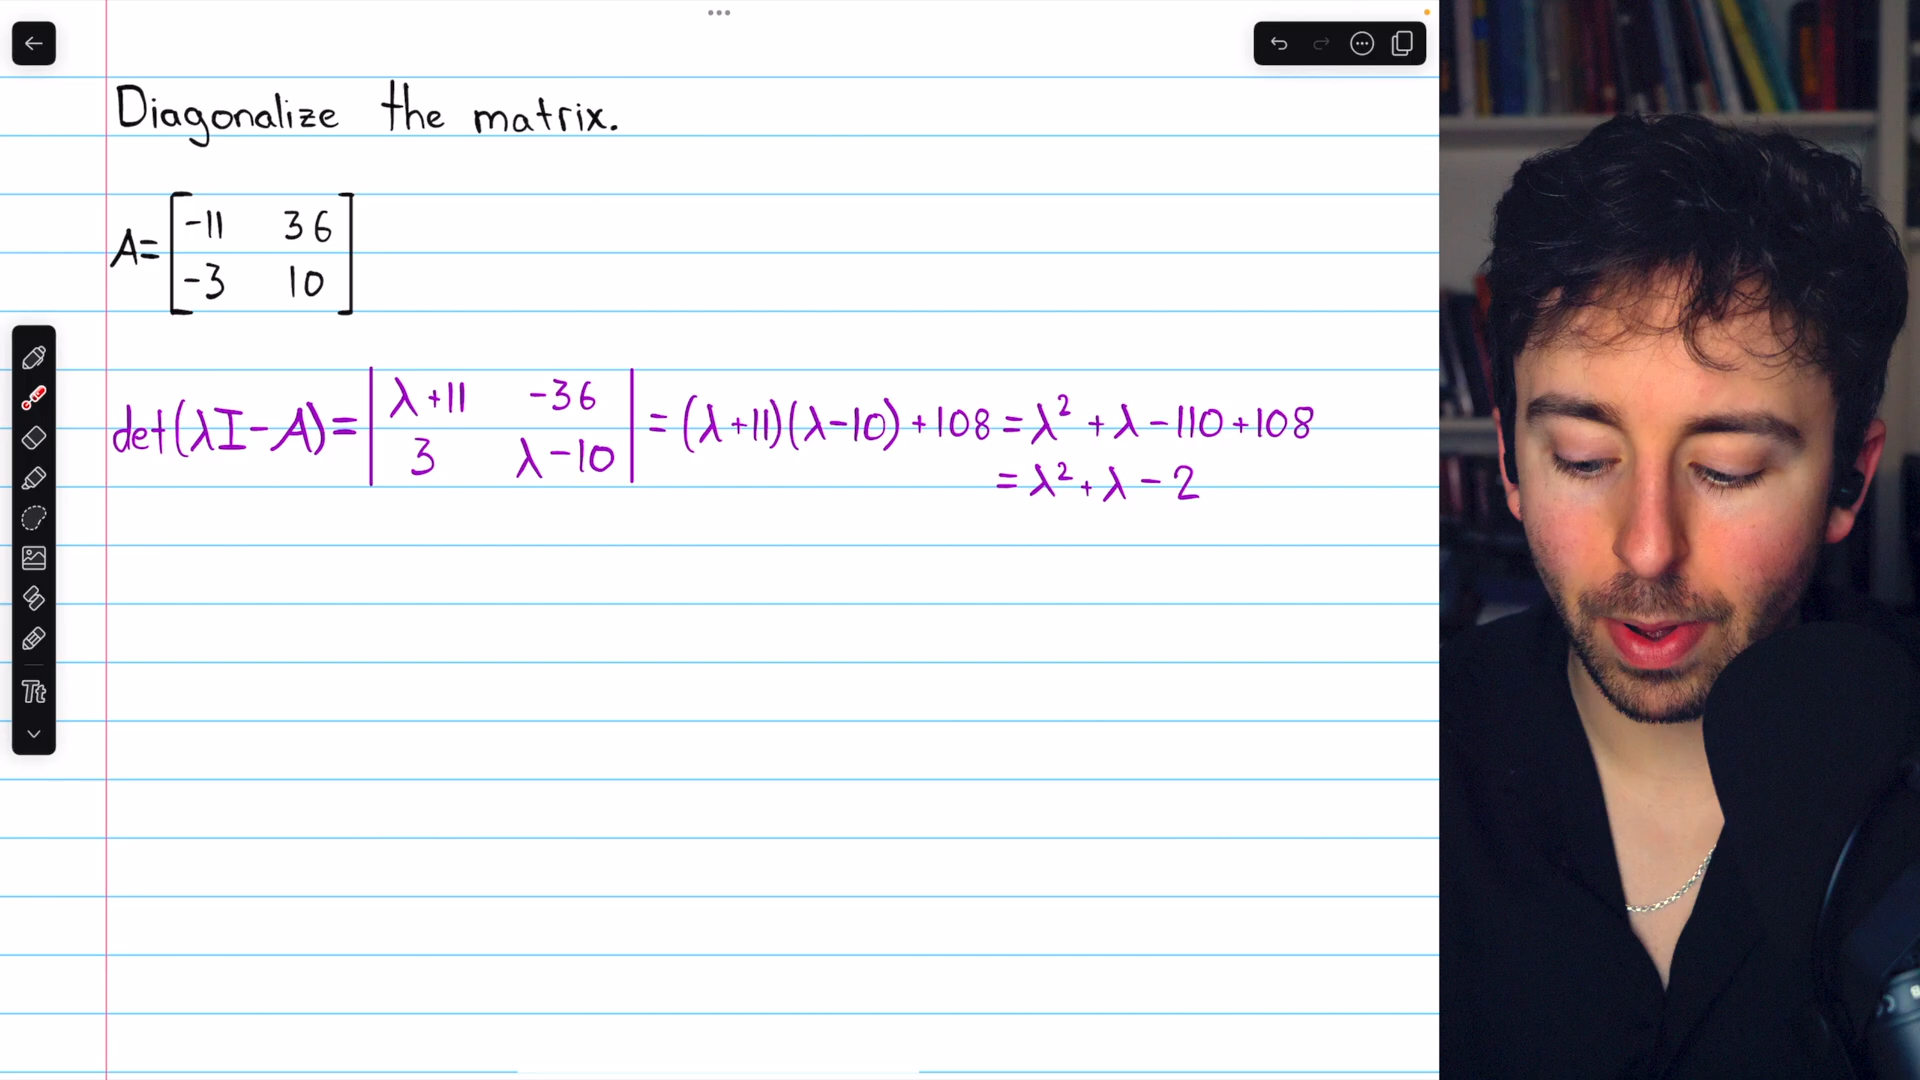 Diagonalize the matrix.
A=[-11 36
-3 10]
det(λI-A)=|λ+11 -36
3 λ-10| =(λ+11)(λ-10)+108=λ²+λ-110+108
=λ²+λ-2
Tt